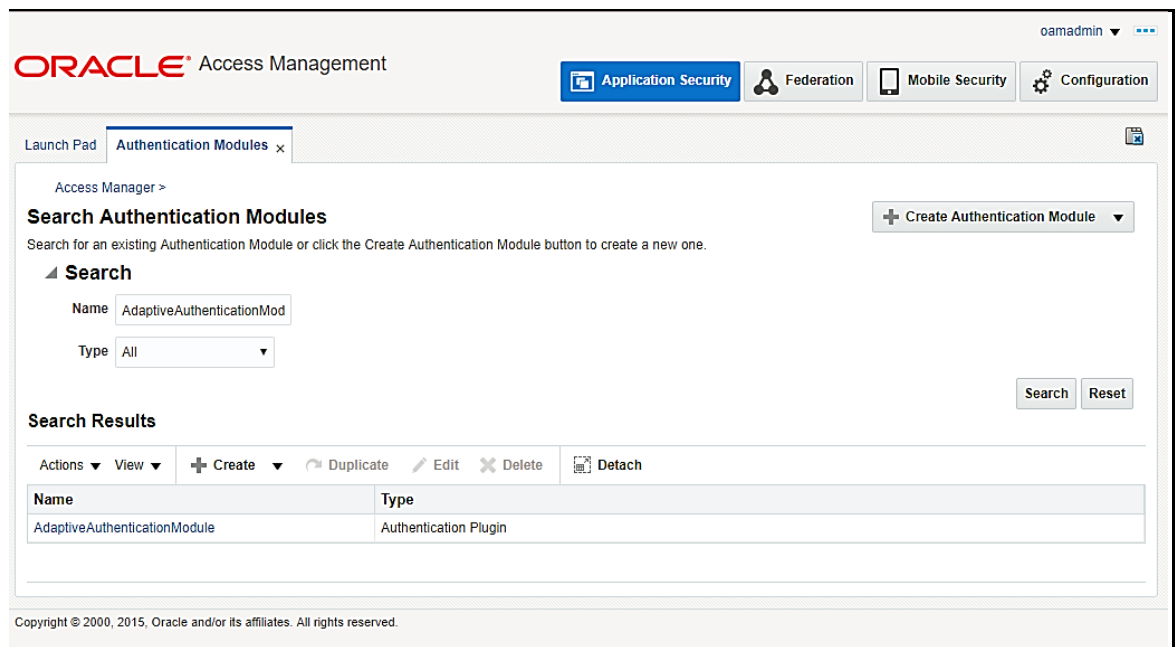 oamadmin
ORACLE Access Management
Application Security
Federation
Mobile Security
Configuration
Launch Pad
Authentication Modules ×
Access Manager >
Search Authentication Modules
Create Authentication Module
Search for an existing Authentication Module or click the Create Authentication Module button to create a new one.
Search
Name AdaptiveAuthenticationMod
Type All
Search Reset
Search Results
Actions View Create Duplicate Edit Delete Detach
Name Type
AdaptiveAuthenticationModule Authentication Plugin
Copyright © 2000, 2015, Oracle and/or its affiliates. All rights reserved.